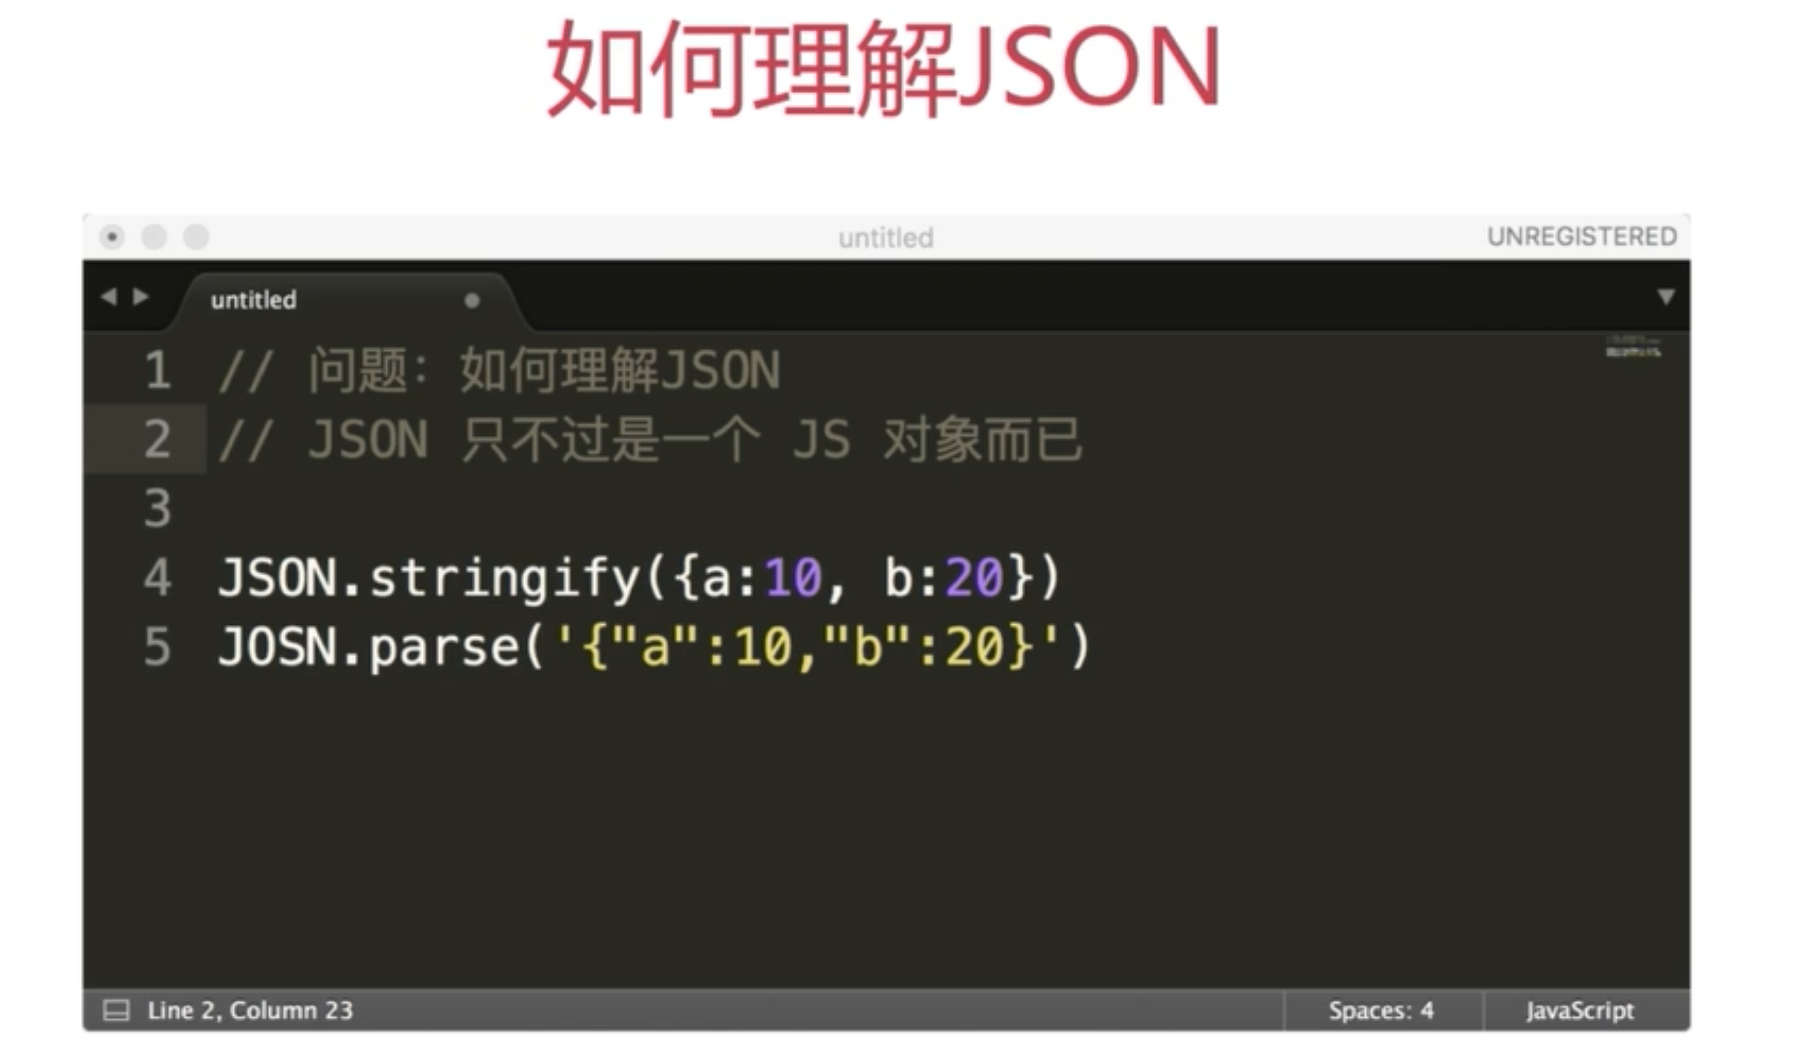 如何理解JSON
untitled
UNREGISTERED
untitled
1 // 问题：如何理解JSON
2 // JSON 只不过是一个 JS 对象而已
3
4 JSON.stringify({a:10, b:20})
5 JOSN.parse('{"a":10,"b":20}')
Line 2, Column 23
Spaces: 4
JavaScript